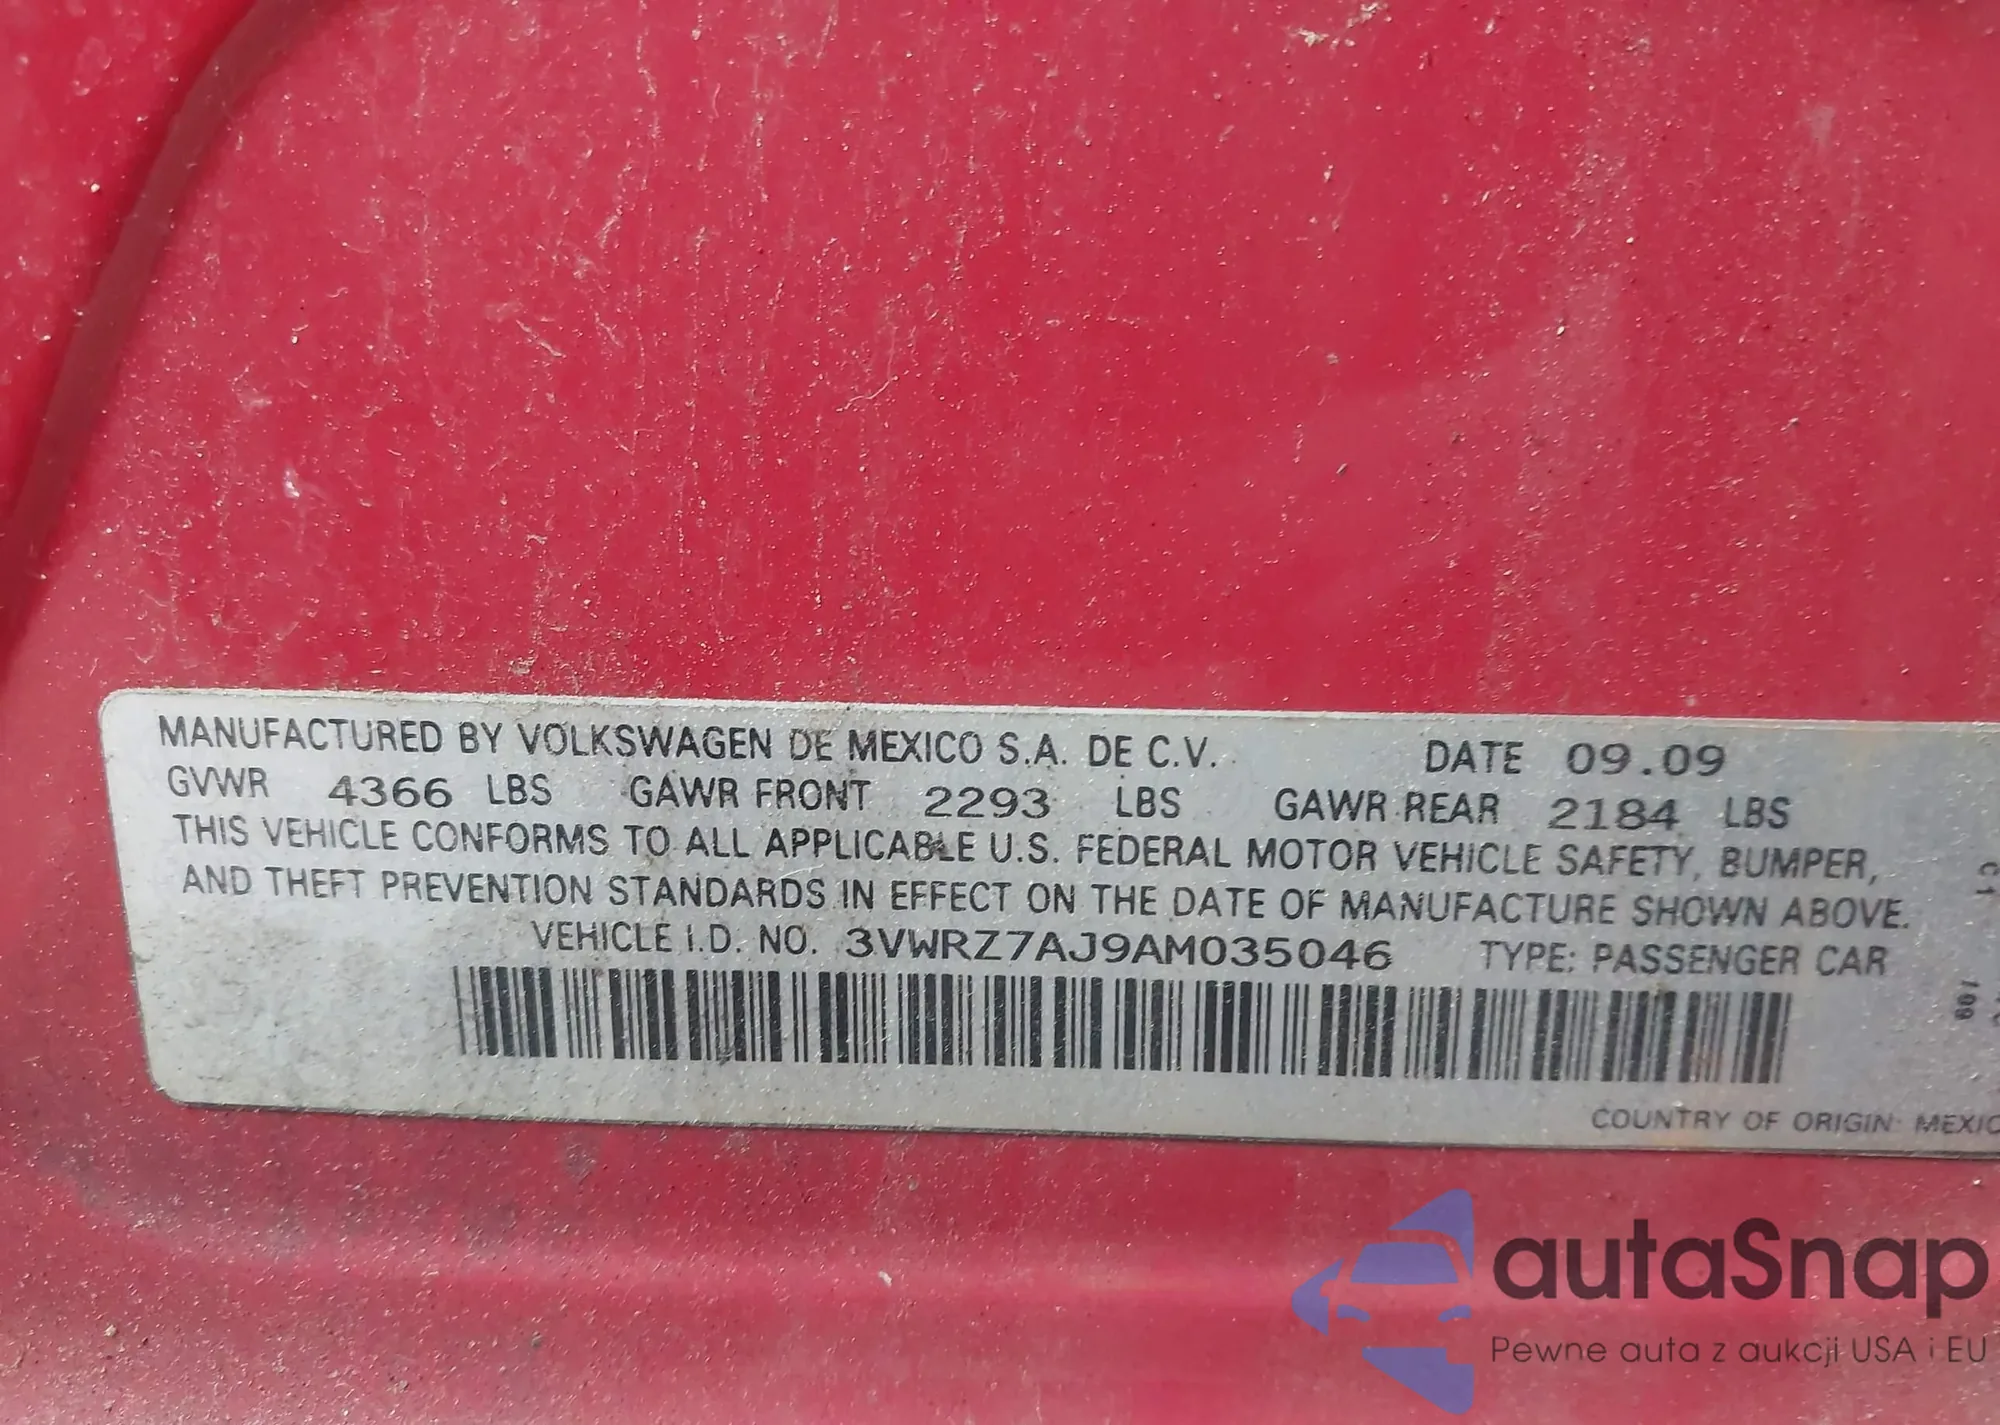 MANUFACTURED BY VOLKSWAGEN DE MEXICO S.A. DE C.V. DATE 09.09
GVWR 4366 LBS GAWR FRONT 2293 LBS GAWR REAR 2184 LBS
THIS VEHICLE CONFORMS TO ALL APPLICABLE U.S. FEDERAL MOTOR VEHICLE SAFETY, BUMPER,
AND THEFT PREVENTION STANDARDS IN EFFECT ON THE DATE OF MANUFACTURE SHOWN ABOVE.
VEHICLE I.D. NO. 3VWRZ7AJ9AM035046 TYPE: PASSENGER CAR
COUNTRY OF ORIGIN: MEXIC
autaSnap
Pewne auta z aukcji USA i EU